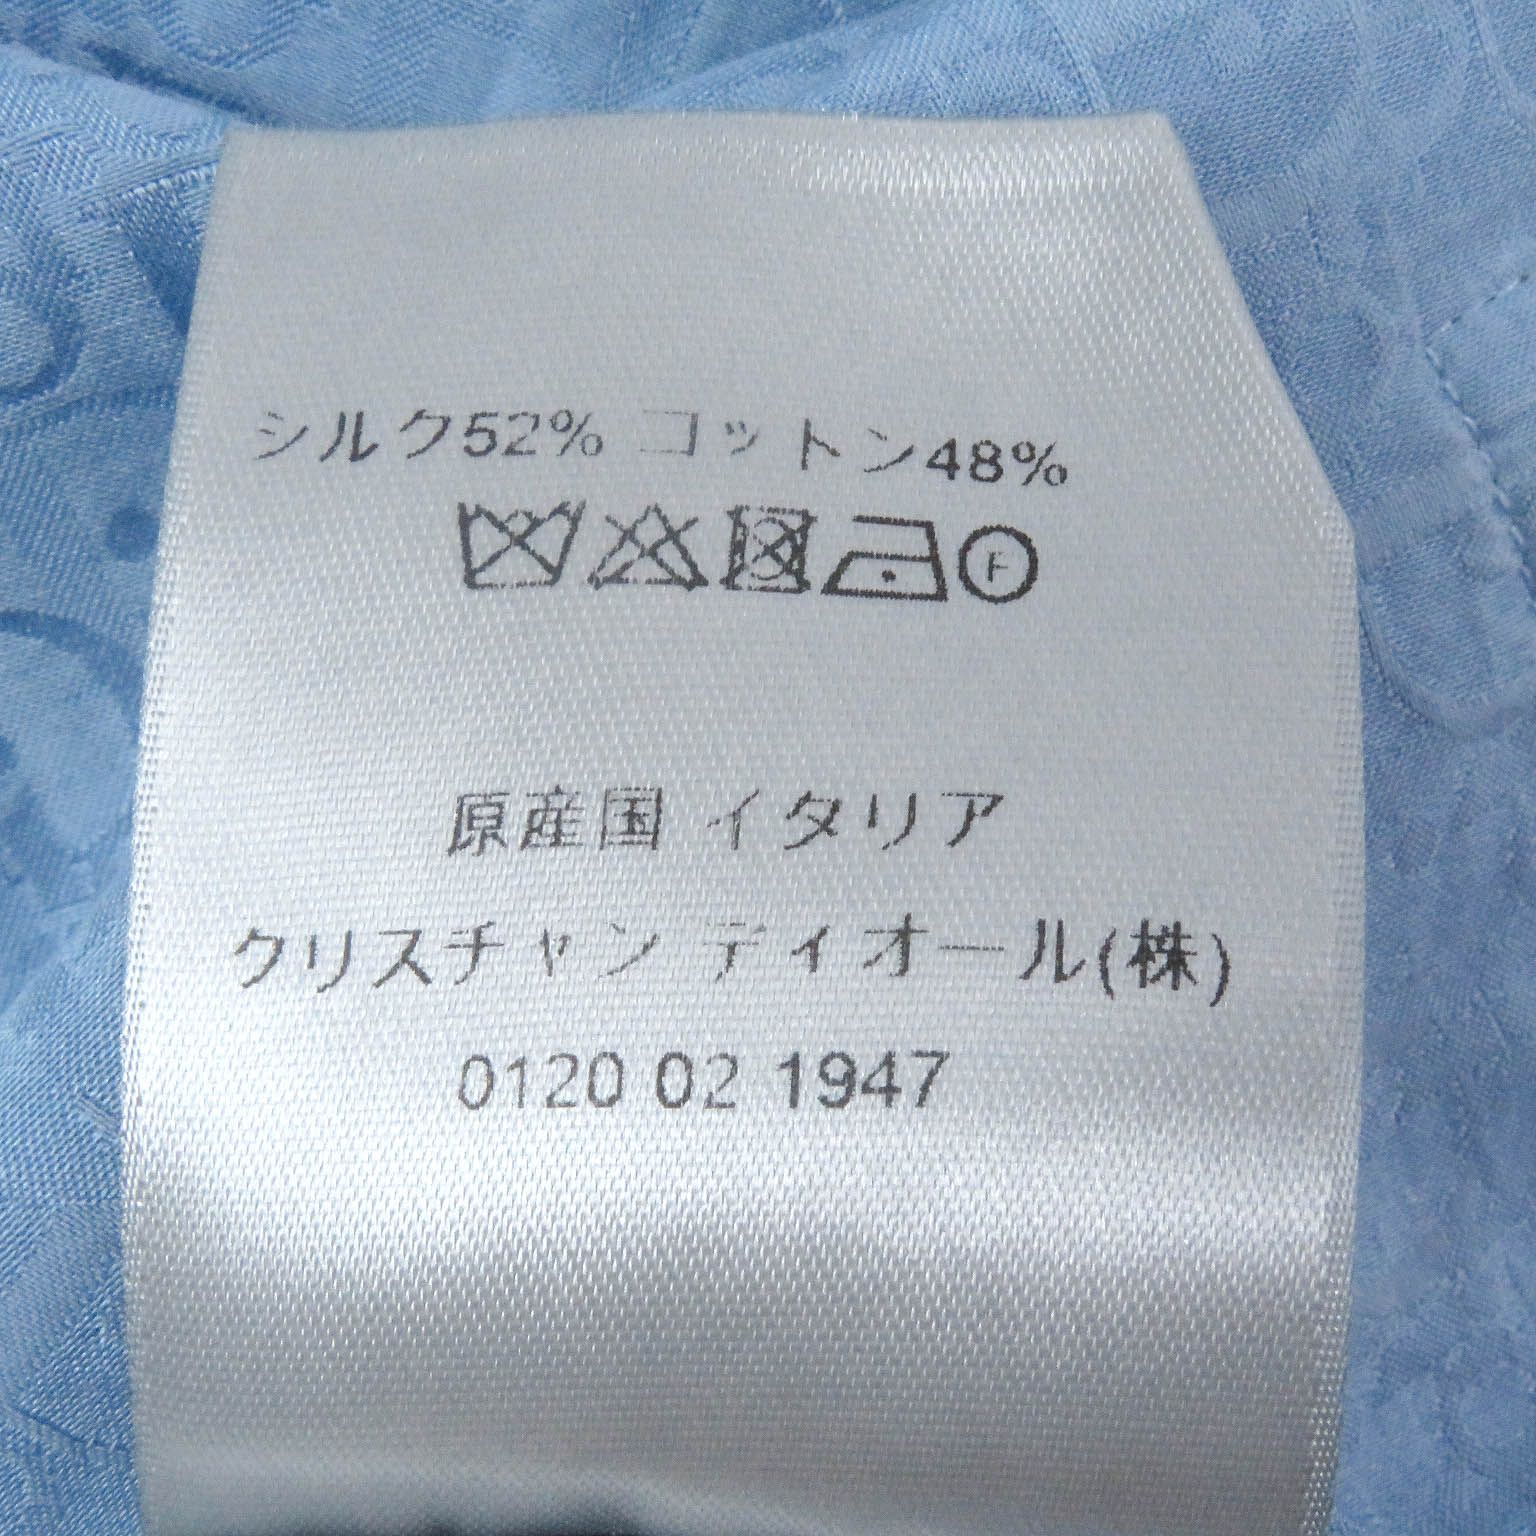 シルク52% コットン48%
F
原産国 イタリア
クリスチャン ディオール(株)
0120 02 1947